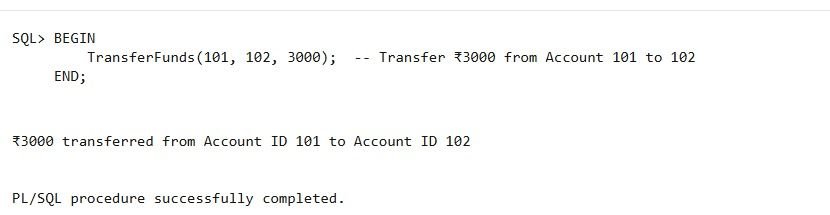 SQL> BEGIN
TransferFunds(101, 102, 3000);  -- Transfer ₹3000 from Account 101 to 102
END;
₹3000 transferred from Account ID 101 to Account ID 102
PL/SQL procedure successfully completed.